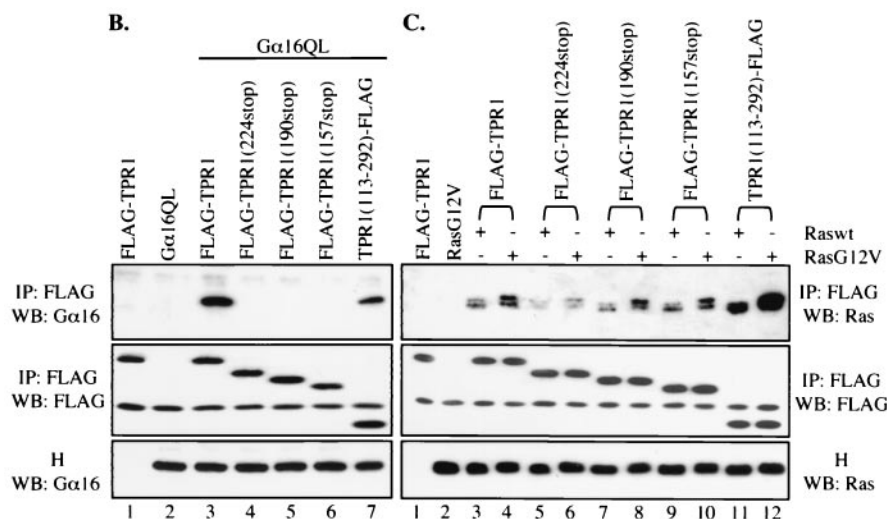 B.
Gα16QL
FLAG-TPR1
Gα16QL
FLAG-TPR1
FLAG-TPR1(224stop)
FLAG-TPR1(190stop)
FLAG-TPR1(157stop)
TPR1(113-292)-FLAG
IP: FLAG
WB: Gα16
IP: FLAG
WB: FLAG
H
WB: Gα16
1 2 3 4 5 6 7
C.
FLAG-TPR1
RasG12V
FLAG-TPR1
FLAG-TPR1(224stop)
FLAG-TPR1(190stop)
FLAG-TPR1(157stop)
TPR1(113-292)-FLAG
+ - + - + - + - + - Raswt
- + - + - + - + - + RasG12V
IP: FLAG
WB: Ras
IP: FLAG
WB: FLAG
H
WB: Ras
1 2 3 4 5 6 7 8 9 10 11 12